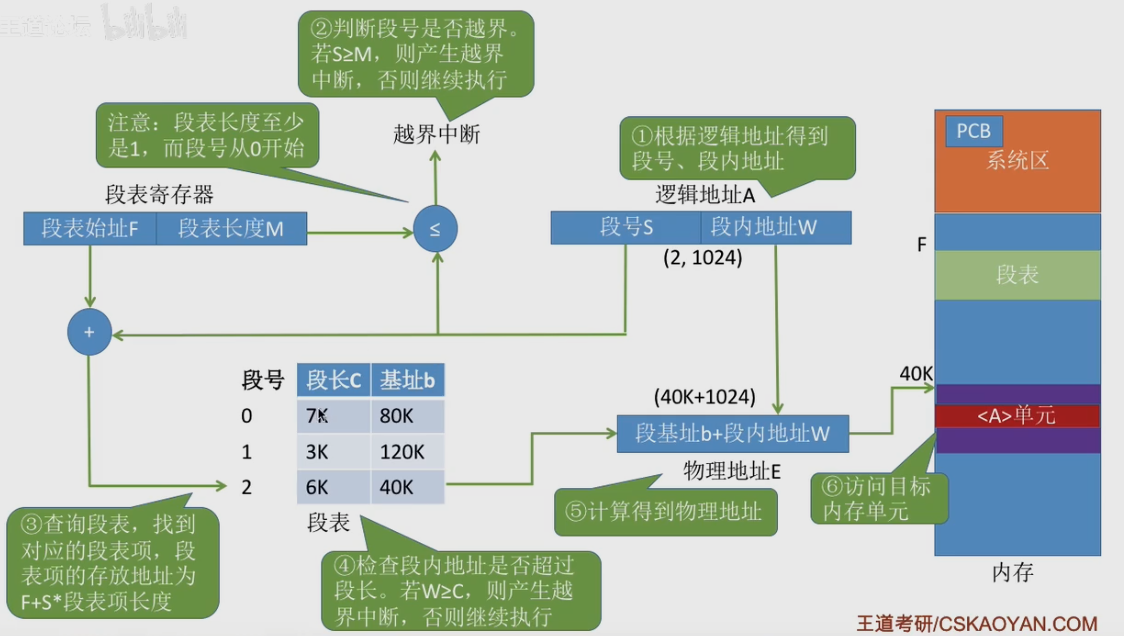 bilibili
②判断段号是否越界。
若S≥M，则产生越界
中断，否则继续执行
注意：段表长度至少
是1，而段号从0开始
越界中断
①根据逻辑地址得到
段号、段内地址
PCB
系统区
段表寄存器
段表始址F
段表长度M
≤
逻辑地址A
段号S
段内地址W
(2, 1024)
F
段表
+
段号
段长C
基址b
0
7K
80K
1
3K
120K
2
6K
40K
段表
(40K+1024)
段基址b+段内地址W
物理地址E
40K
<A>单元
③查询段表，找到
对应的段表项，段
表项的存放地址为
F+S*段表项长度
④检查段内地址是否超过
段长。若W≥C，则产生越
界中断，否则继续执行
⑤计算得到物理地址
⑥访问目标
内存单元
内存
王道考研/CSKAOYAN.COM